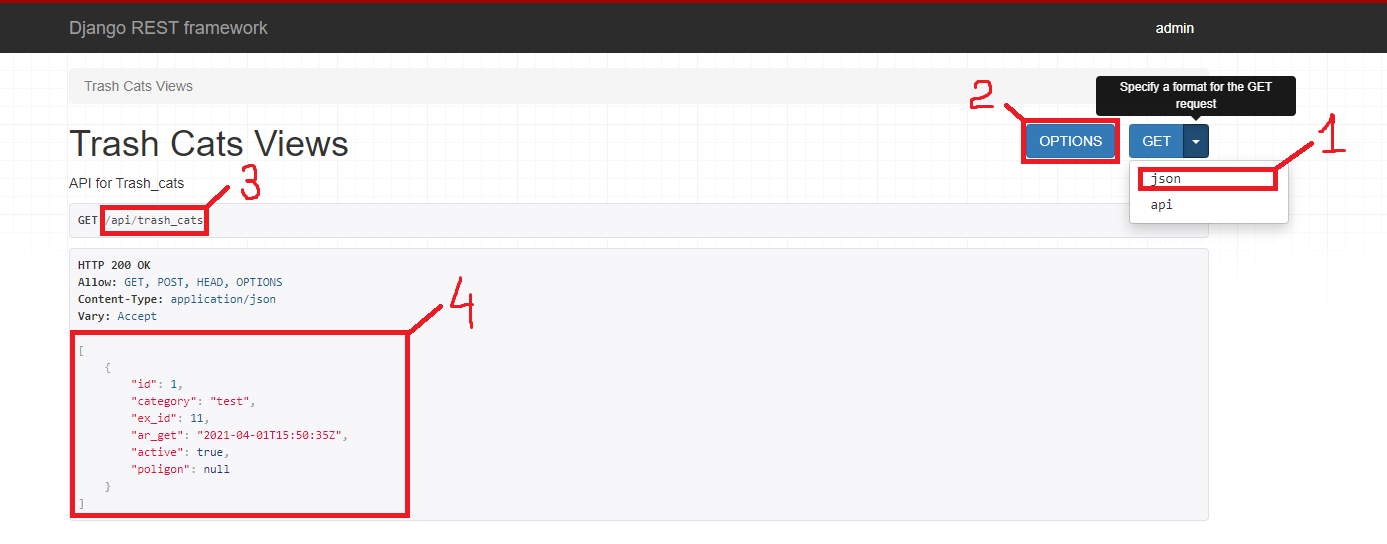 Django REST framework
admin
Trash Cats Views
Specify a format for the GET
request
2
Trash Cats Views
OPTIONS
GET
1
json
api
API for Trash_cats
3
GET /api/trash_cats
HTTP 200 OK
Allow: GET, POST, HEAD, OPTIONS
Content-Type: application/json
Vary: Accept
4
[
{
"id": 1,
"category": "test",
"ex_id": 11,
"ar_get": "2021-04-01T15:50:35Z",
"active": true,
"poligon": null
}
]